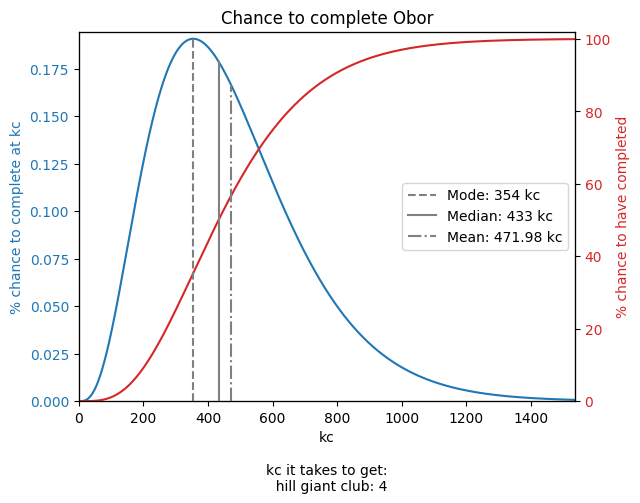 Chance to complete Obor
% chance to complete at kc
0.175
0.150
0.125
0.100
0.075
0.050
0.025
0.000
Mode: 354 kc
Median: 433 kc
Mean: 471.98 kc
100
80
60
40
20
0
% chance to have completed
0 200 400 600 800 1000 1200 1400
kc
kc it takes to get:
hill giant club: 4